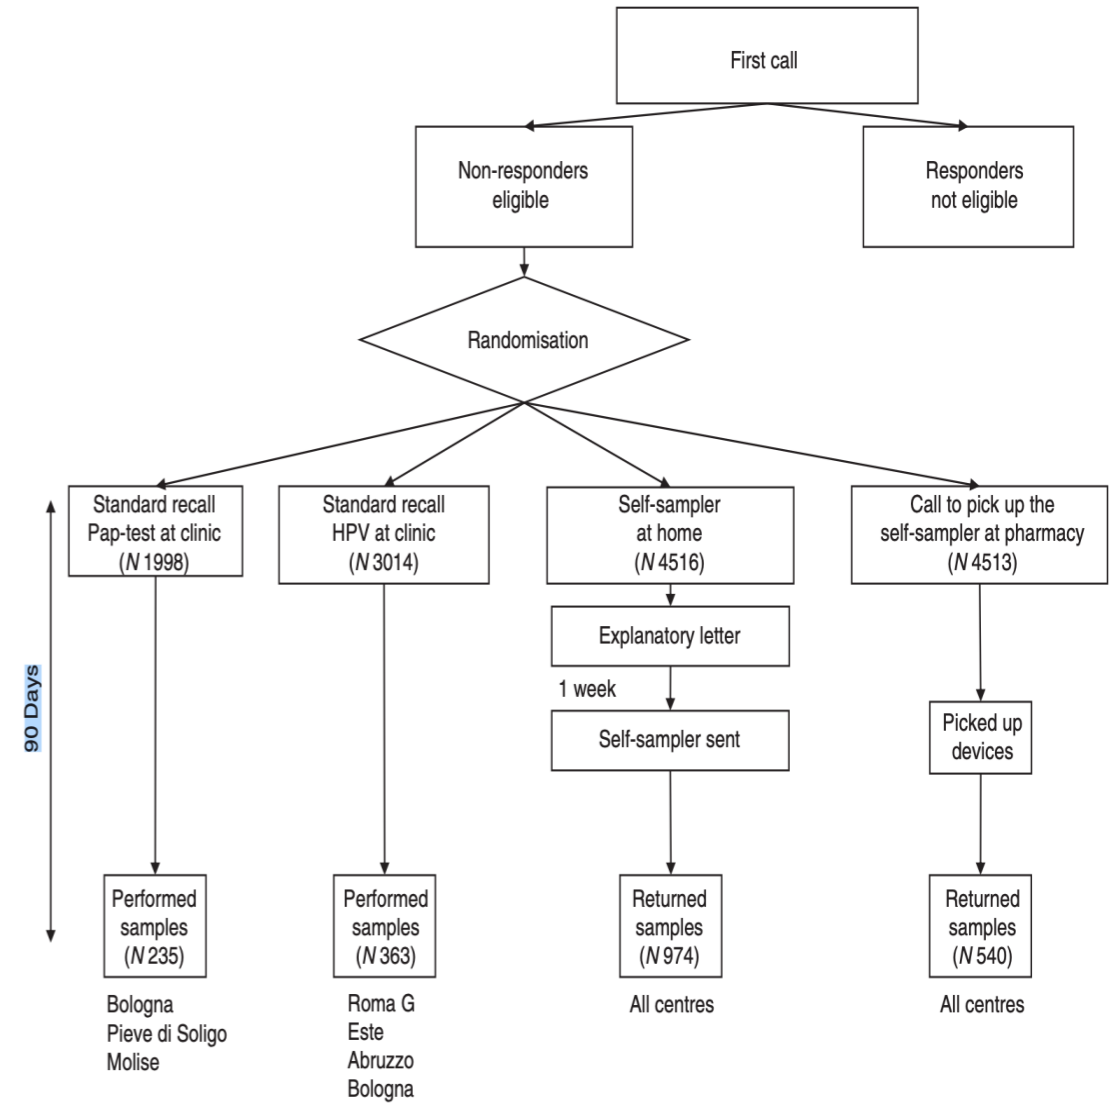 First call
Non-responders
eligible
Responders
not eligible
Randomisation
Standard recall
Pap-test at clinic
(N 1998)
Standard recall
HPV at clinic
(N 3014)
Self-sampler
at home
(N 4516)
Call to pick up the
self-sampler at pharmacy
(N 4513)
Explanatory letter
1 week
Self-sampler sent
Picked up
devices
90 Days
Performed
samples
(N 235)
Performed
samples
(N 363)
Returned
samples
(N 974)
Returned
samples
(N 540)
Bologna
Pieve di Soligo
Molise
Roma G
Este
Abruzzo
Bologna
All centres
All centres